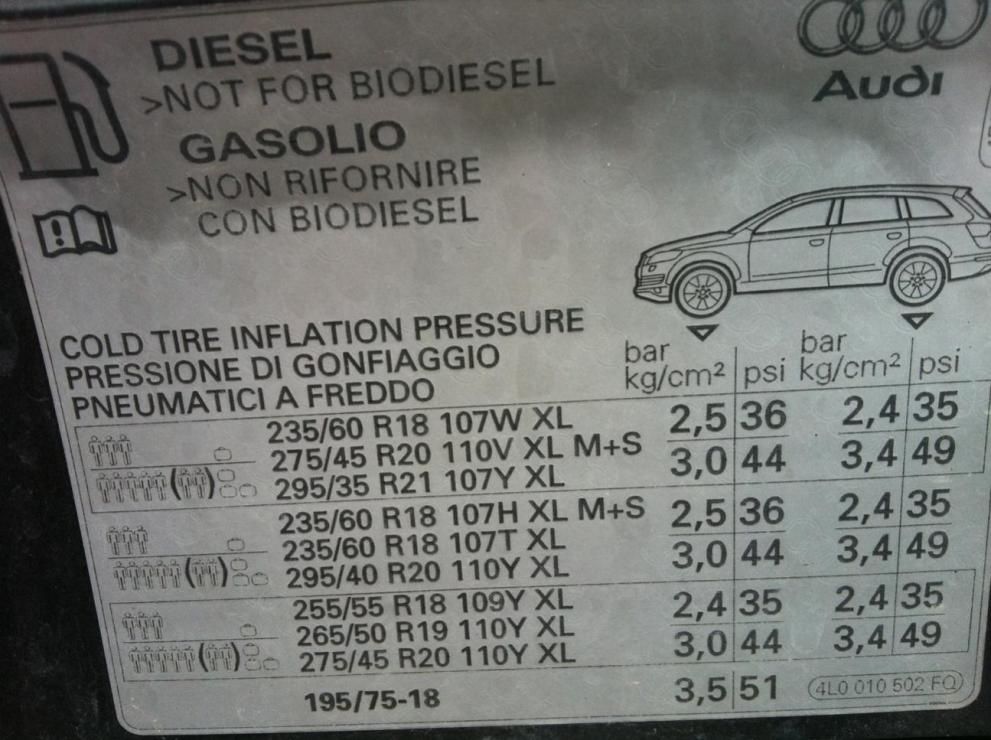 DIESEL
>NOT FOR BIODIESEL
GASOLIO
>NON RIFORNIRE
CON BIODIESEL
Audi
COLD TIRE INFLATION PRESSURE
PRESSIONE DI GONFIAGGIO
PNEUMATICI A FREDDO
bar kg/cm² psi bar kg/cm² psi
235/60 R18 107W XL
275/45 R20 110V XL M+S
295/35 R21 107Y XL
2,5 36 2,4 35
3,0 44 3,4 49
235/60 R18 107H XL M+S
235/60 R18 107T XL
295/40 R20 110Y XL
2,5 36 2,4 35
3,0 44 3,4 49
255/55 R18 109Y XL
265/50 R19 110Y XL
275/45 R20 110Y XL
2,4 35 2,4 35
3,0 44 3,4 49
195/75-18 3,5 51 4L0 010 502 FQ